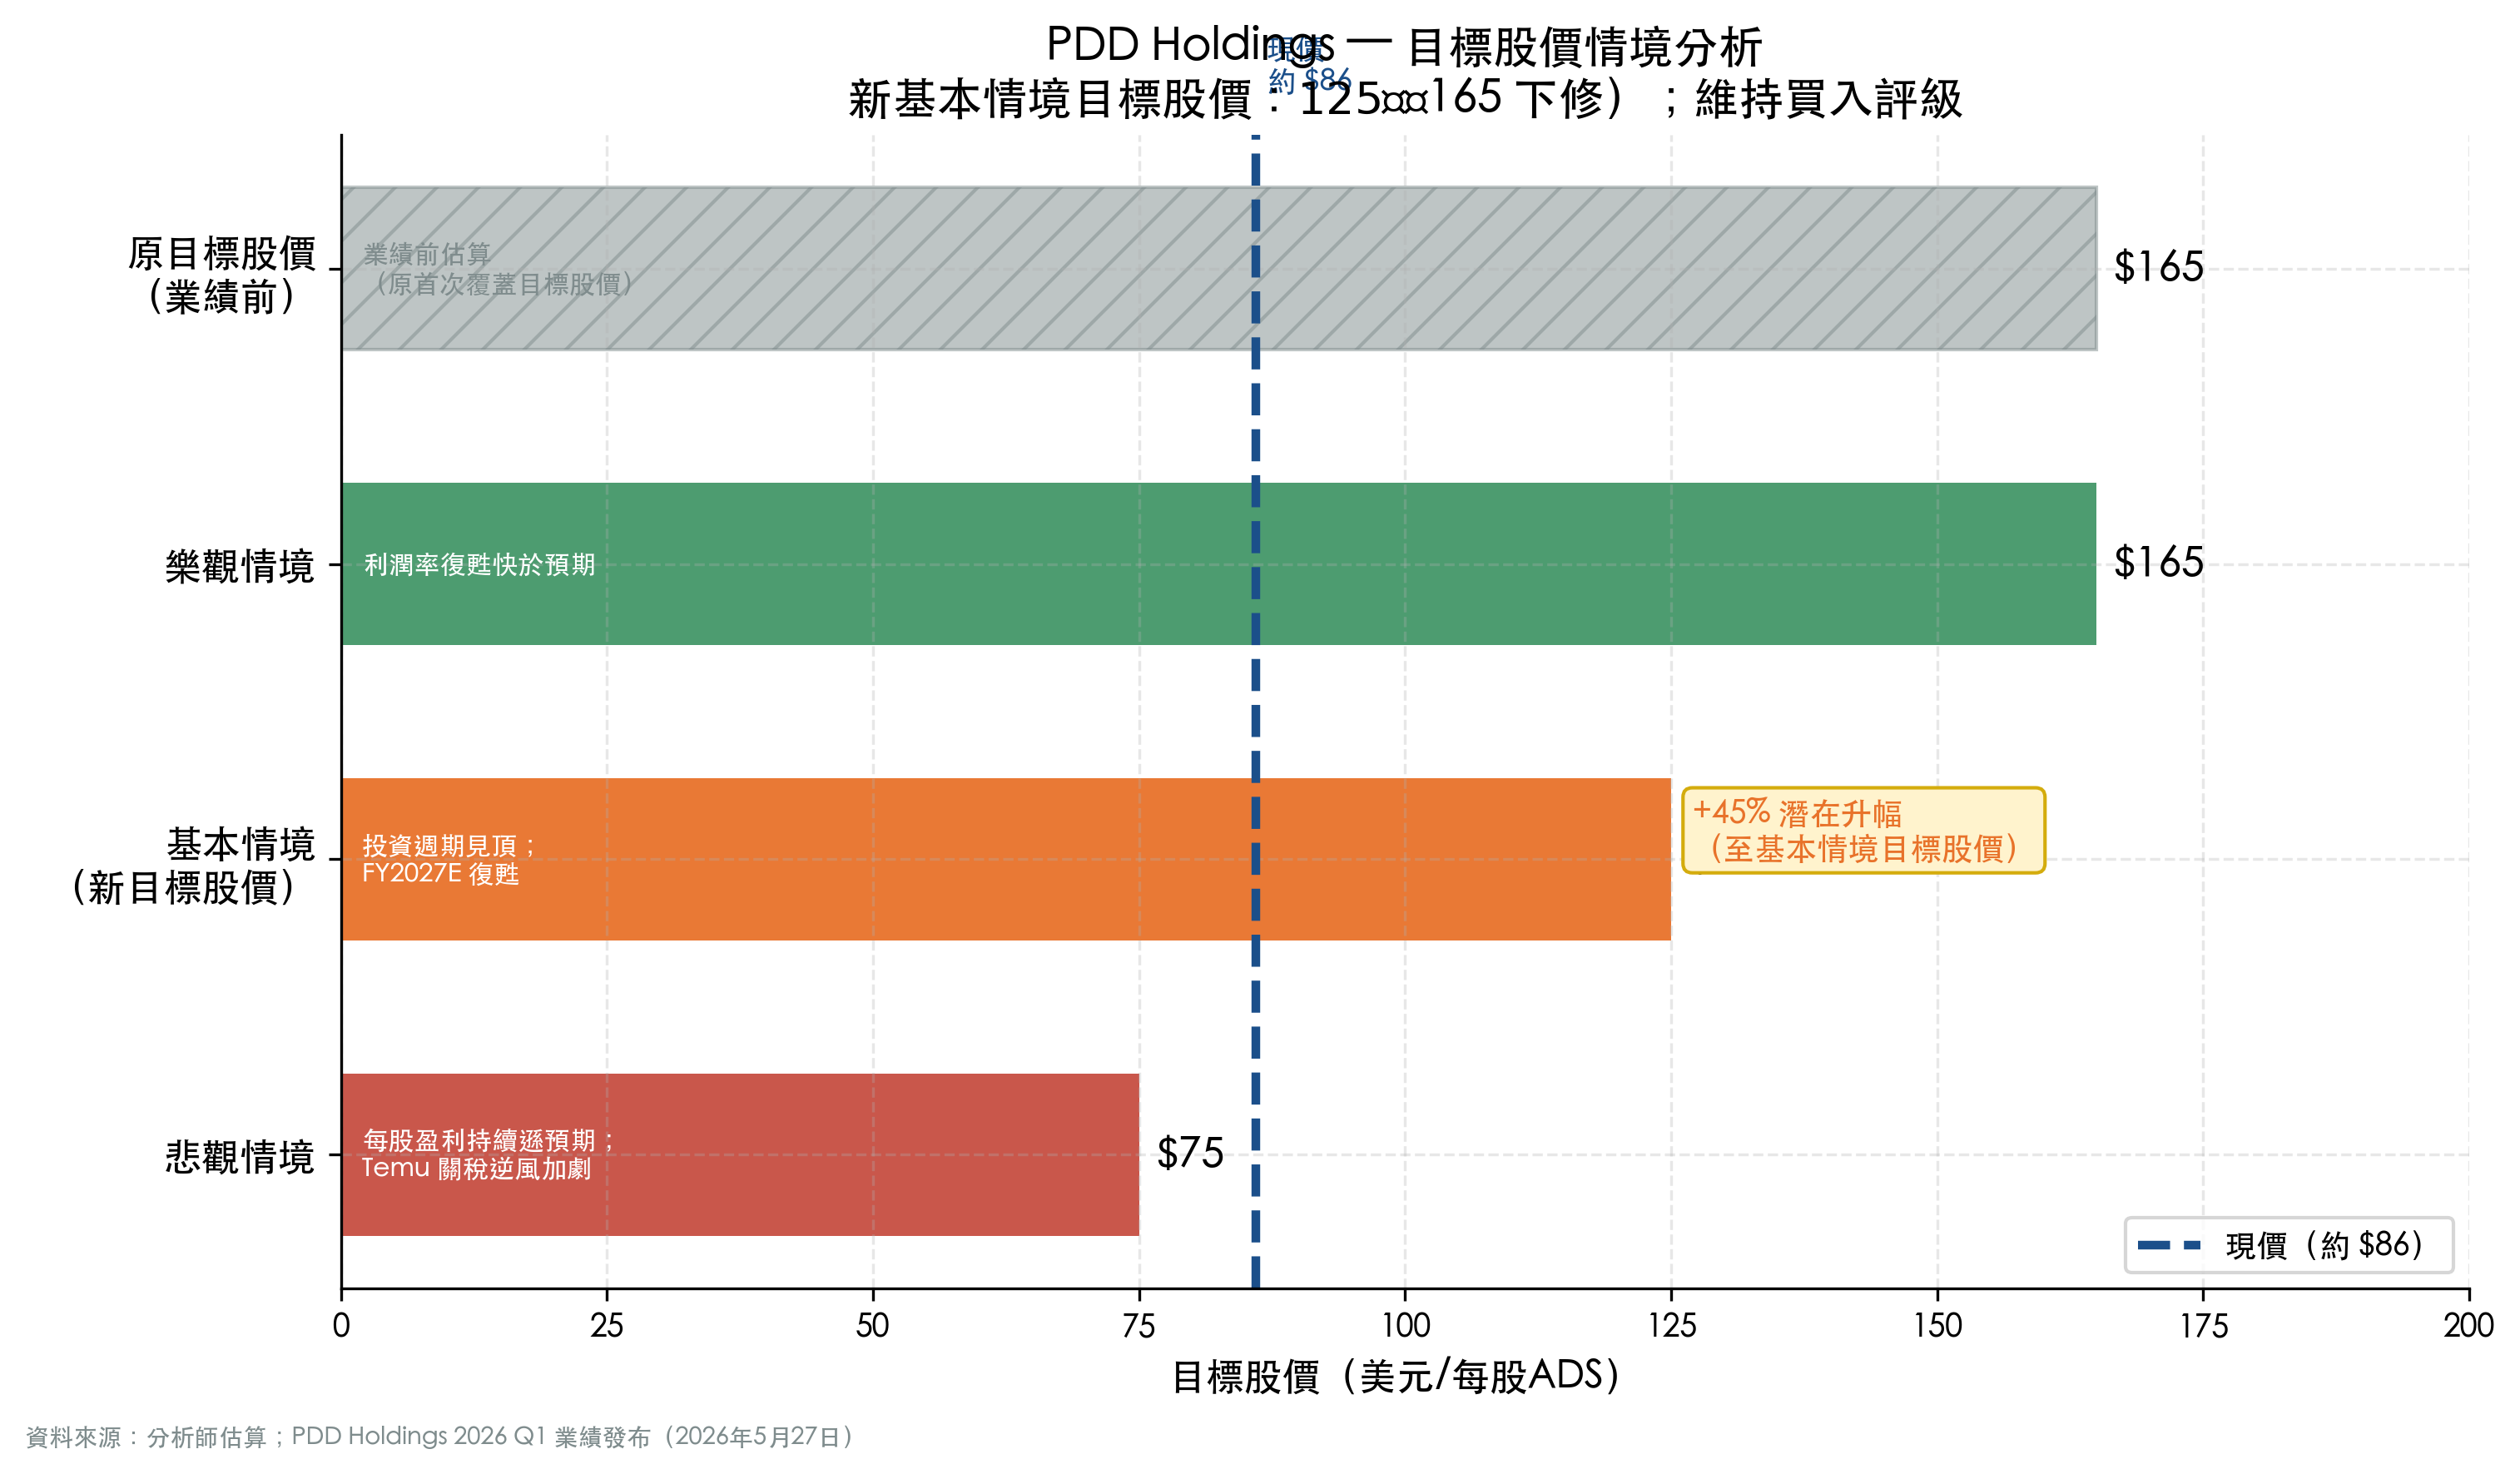 PDD Holdings — 目標股價情境分析
新基本情境目標股價：125¤¤165 下修）；維持買入評級
現價
約 $86
原目標股價
（業績前）
業績前估算
（原首次覆蓋目標股價）
$165
樂觀情境
利潤率復甦快於預期
$165
基本情境
（新目標股價）
投資週期見頂；
FY2027E 復甦
+45% 潛在升幅
（至基本情境目標股價）
悲觀情境
每股盈利持續遜預期；
Temu 關稅逆風加劇
$75
現價（約 $86）
0 25 50 75 100 125 150 175 200
目標股價（美元/每股ADS）
資料來源：分析師估算；PDD Holdings 2026 Q1 業績發布（2026年5月27日）